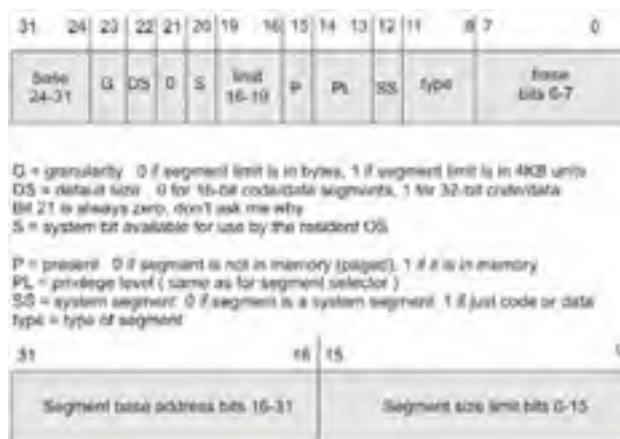 31 24 23 22 21 20 19 16 15 14 13 12 11 8 7 0
base 24-31 G DS 0 S limit 16-19 P PL SS type base bits 6-7
G = granularity 0 if segment limit is in bytes, 1 if segment limit is in 4KB units
DS = default size 0 for 16-bit code/data segments, 1 for 32-bit code/data
Bit 21 is always zero, don't ask me why
S = system bit available for use by the resident OS
P = present 0 if segment is not in memory (paged), 1 if it is in memory
PL = privilege level ( same as for segment selector )
SS = system segment 0 if segment is a system segment 1 if just code or data
type = type of segment
31 16 15
Segment base address bits 16-31 Segment size limit bits 0-15